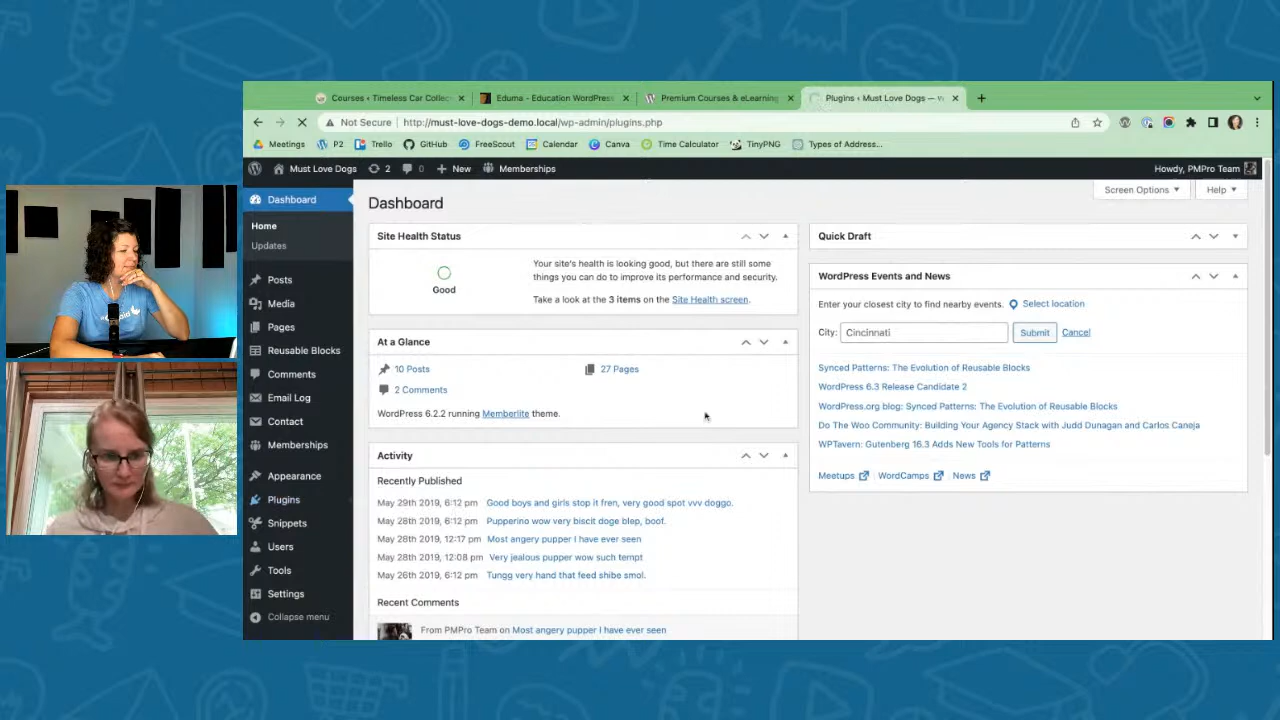 Courses ‹ Timeless Car Collec
Eduma - Education WordPress
Premium Courses & eLearning
Plugins ‹ Must Love Dogs —
Not Secure http://must-love-dogs-demo.local/wp-admin/plugins.php
Meetings P2 Trello GitHub FreeScout Calendar Canva Time Calculator TinyPNG Types of Address...
Must Love Dogs 2 0 + New Memberships Howdy, PMPro Team
Dashboard
Home
Updates
Posts
Media
Pages
Reusable Blocks
Comments
Email Log
Contact
Memberships
Appearance
Plugins
Snippets
Users
Tools
Settings
Collapse menu
Screen Options Help
Dashboard
Site Health Status
Good
Your site's health is looking good, but there are still some
things you can do to improve its performance and security.
Take a look at the 3 items on the Site Health screen.
At a Glance
10 Posts 27 Pages
2 Comments
WordPress 6.2.2 running Memberlite theme.
Activity
Recently Published
May 29th 2019, 6:12 pm Good boys and girls stop it fren, very good spot vvv doggo.
May 28th 2019, 6:12 pm Pupperino wow very biscit doge blep, boof.
May 28th 2019, 12:17 pm Most angry pupper I have ever seen
May 28th 2019, 12:08 pm Very jealous pupper wow such tempt
May 26th 2019, 6:12 pm Tungg very hand that feed shibe smol.
Recent Comments
From PMPro Team on Most angry pupper I have ever seen
Quick Draft
WordPress Events and News
Enter your closest city to find nearby events. Select location
City: Cincinnati Submit Cancel
Synced Patterns: The Evolution of Reusable Blocks
WordPress 6.3 Release Candidate 2
WordPress.org blog: Synced Patterns: The Evolution of Reusable Blocks
Do The Woo Community: Building Your Agency Stack with Judd Dunagan and Carlos Caneja
WPTavern: Gutenberg 16.3 Adds New Tools for Patterns
Meetups WordCamps News